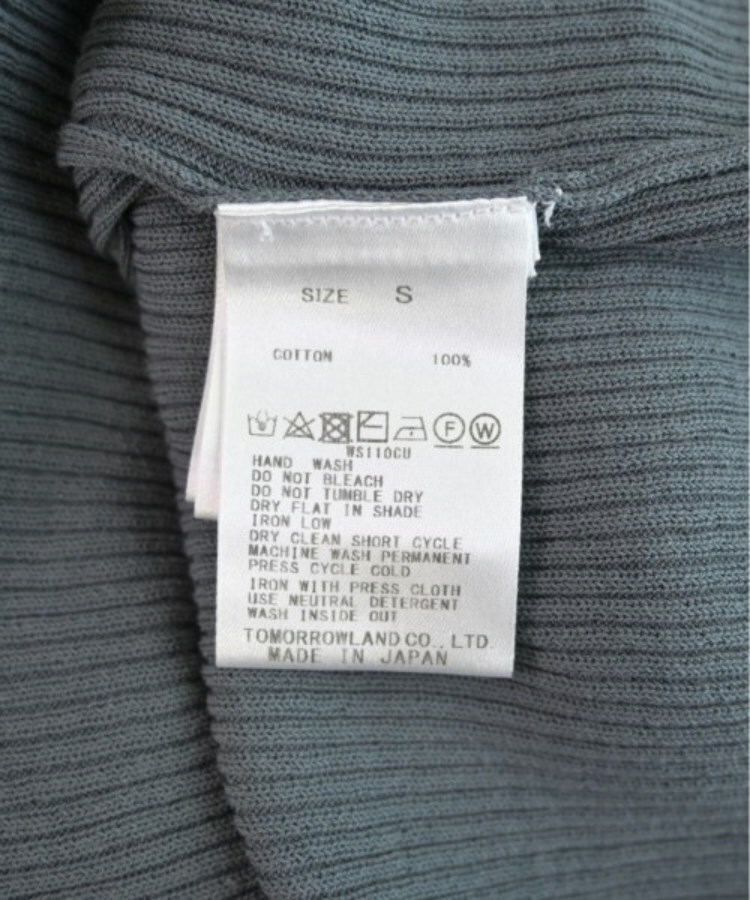 SIZE S
COTTON 100%
F W
WS110GU
HAND WASH
DO NOT BLEACH
DO NOT TUMBLE DRY
DRY FLAT IN SHADE
IRON LOW
DRY CLEAN SHORT CYCLE
MACHINE WASH PERMANENT
PRESS CYCLE COLD
IRON WITH PRESS CLOTH
USE NEUTRAL DETERGENT
WASH INSIDE OUT
TOMORROWLAND CO., LTD.
MADE IN JAPAN